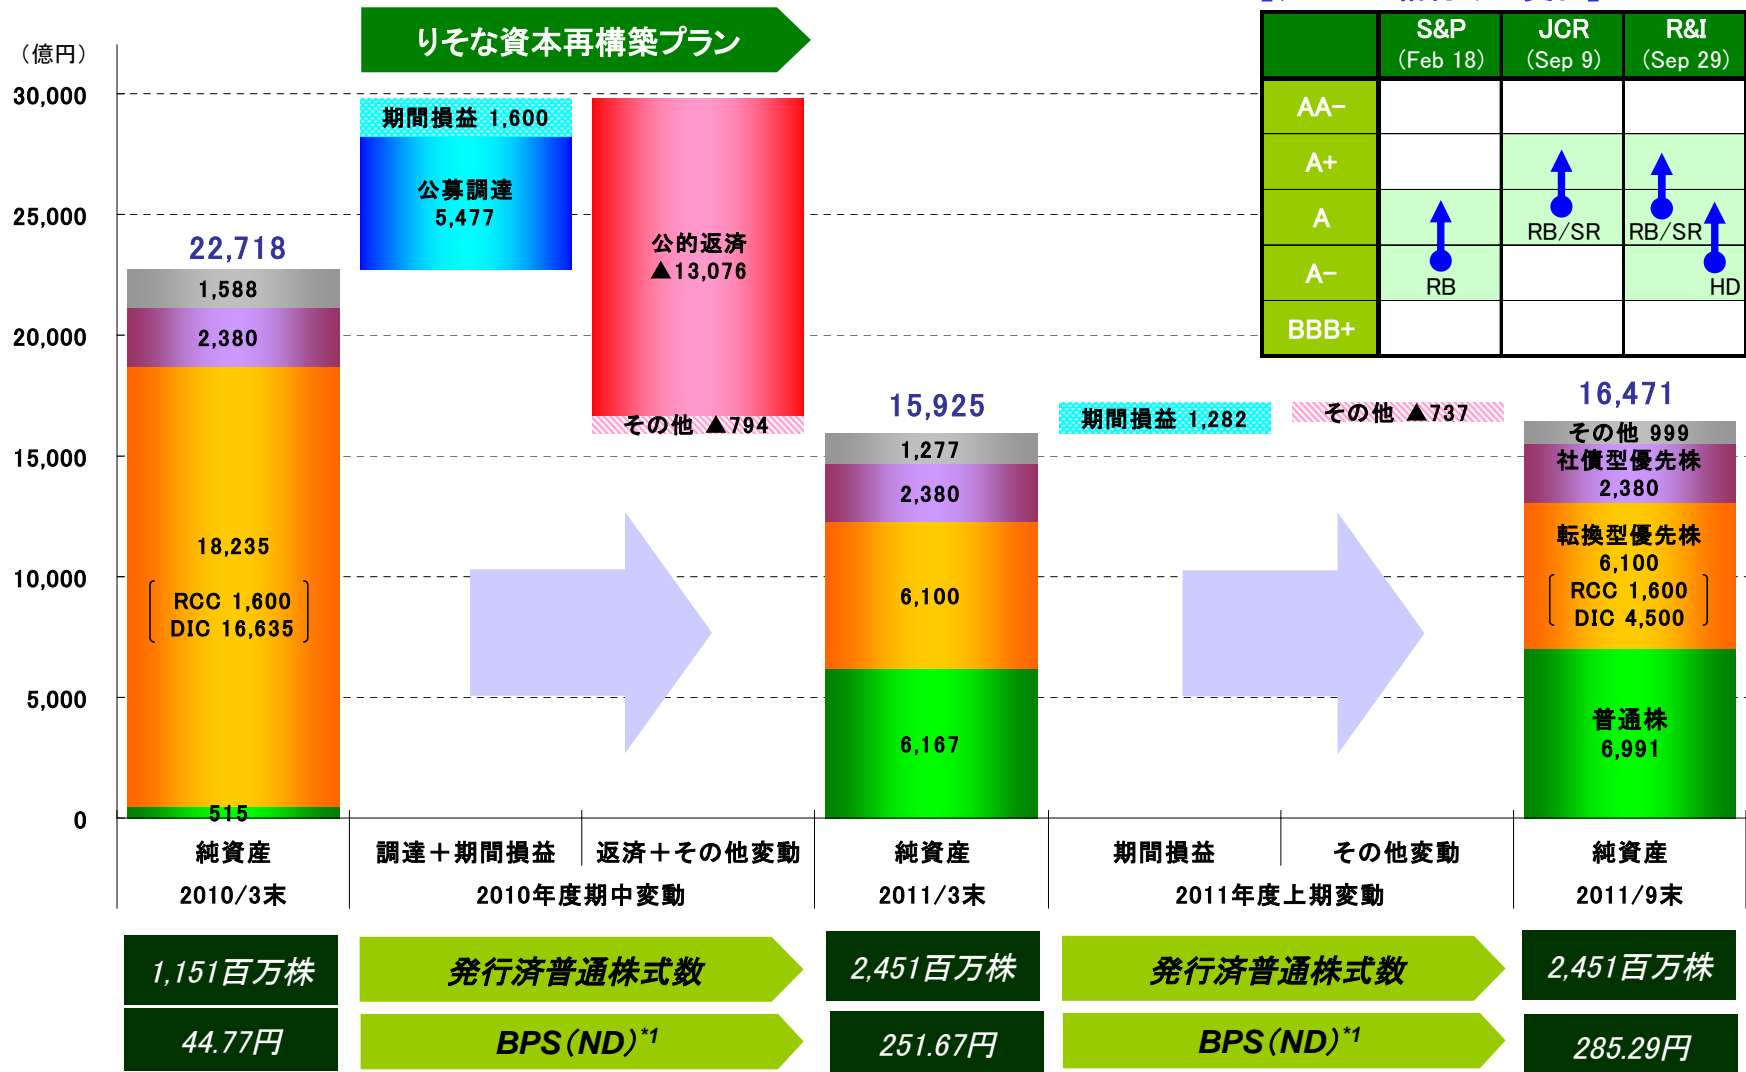 りそな資本再構築プラン
（億円）
30,000
25,000
20,000
15,000
10,000
5,000
0
22,718
1,588
2,380
18,235
RCC 1,600
DIC 16,635
515
期間損益 1,600
公募調達
5,477
公的返済
▲13,076
その他 ▲794
15,925
1,277
2,380
6,100
6,167
期間損益 1,282
その他 ▲737
16,471
その他 999
社債型優先株
2,380
転換型優先株
6,100
RCC 1,600
DIC 4,500
普通株
6,991
S&P JCR R&I
(Feb 18) (Sep 9) (Sep 29)
AA-
A+
A
RB/SR RB/SR
A-
RB HD
BBB+
純資産 調達＋期間損益 返済＋その他変動 純資産 期間損益 その他変動 純資産
2010/3末 2010年度期中変動 2011/3末 2011年度上期変動 2011/9末
1,151百万株 発行済普通株式数 2,451百万株 発行済普通株式数 2,451百万株
44.77円 BPS（ND）*1 251.67円 BPS（ND）*1 285.29円